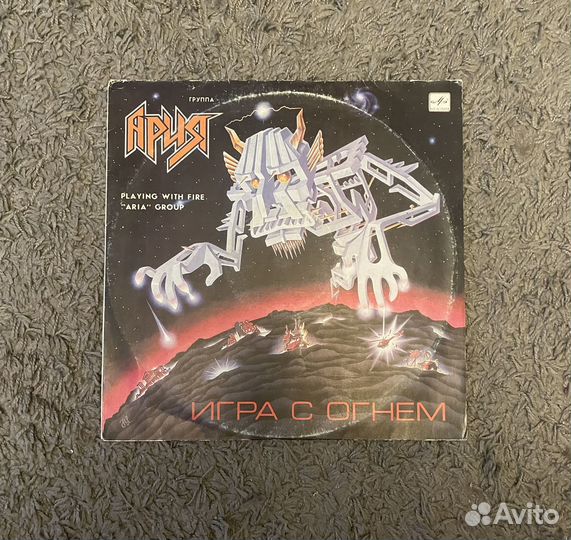 ГРУППА
АРИЯ
PLAYING WITH FIRE.
"ARIA" GROUP
ИГРА С ОГНЕМ
Avito